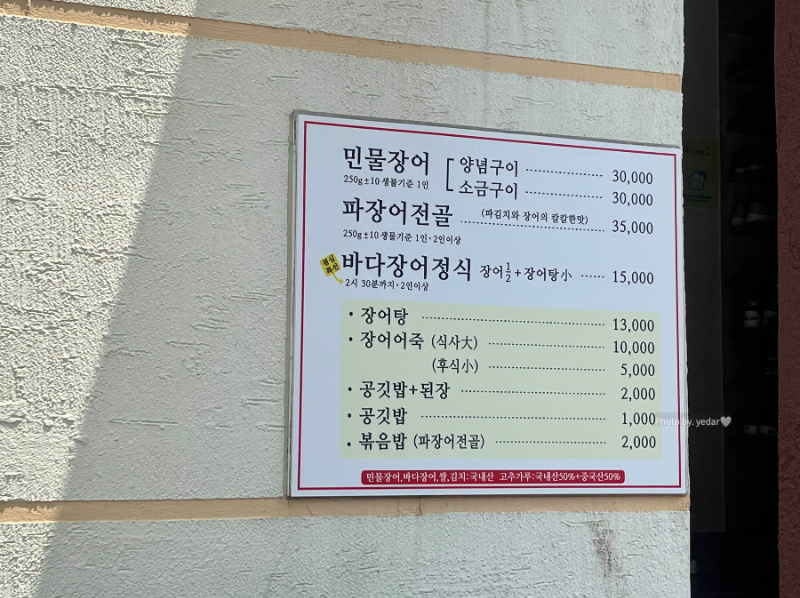 민물장어 양념구이 30,000
250g±10 생물기준 1인 소금구이 30,000
파장어전골 (파김치와 장어의 칼칼한맛) 35,000
250g±10 생물기준 1인·2인이상
점심특선 바다장어정식 장어½+장어탕小 15,000
2시 30분까지·2인이상
· 장어탕 13,000
· 장어어죽 (식사大) 10,000
(후식小) 5,000
· 공깃밥+된장 2,000
· 공깃밥 1,000
· 볶음밥 (파장어전골) 2,000
민물장어,바다장어,쌀,김치:국내산 고추가루:국내산50%+중국산50%
Photo by. yedar🤍